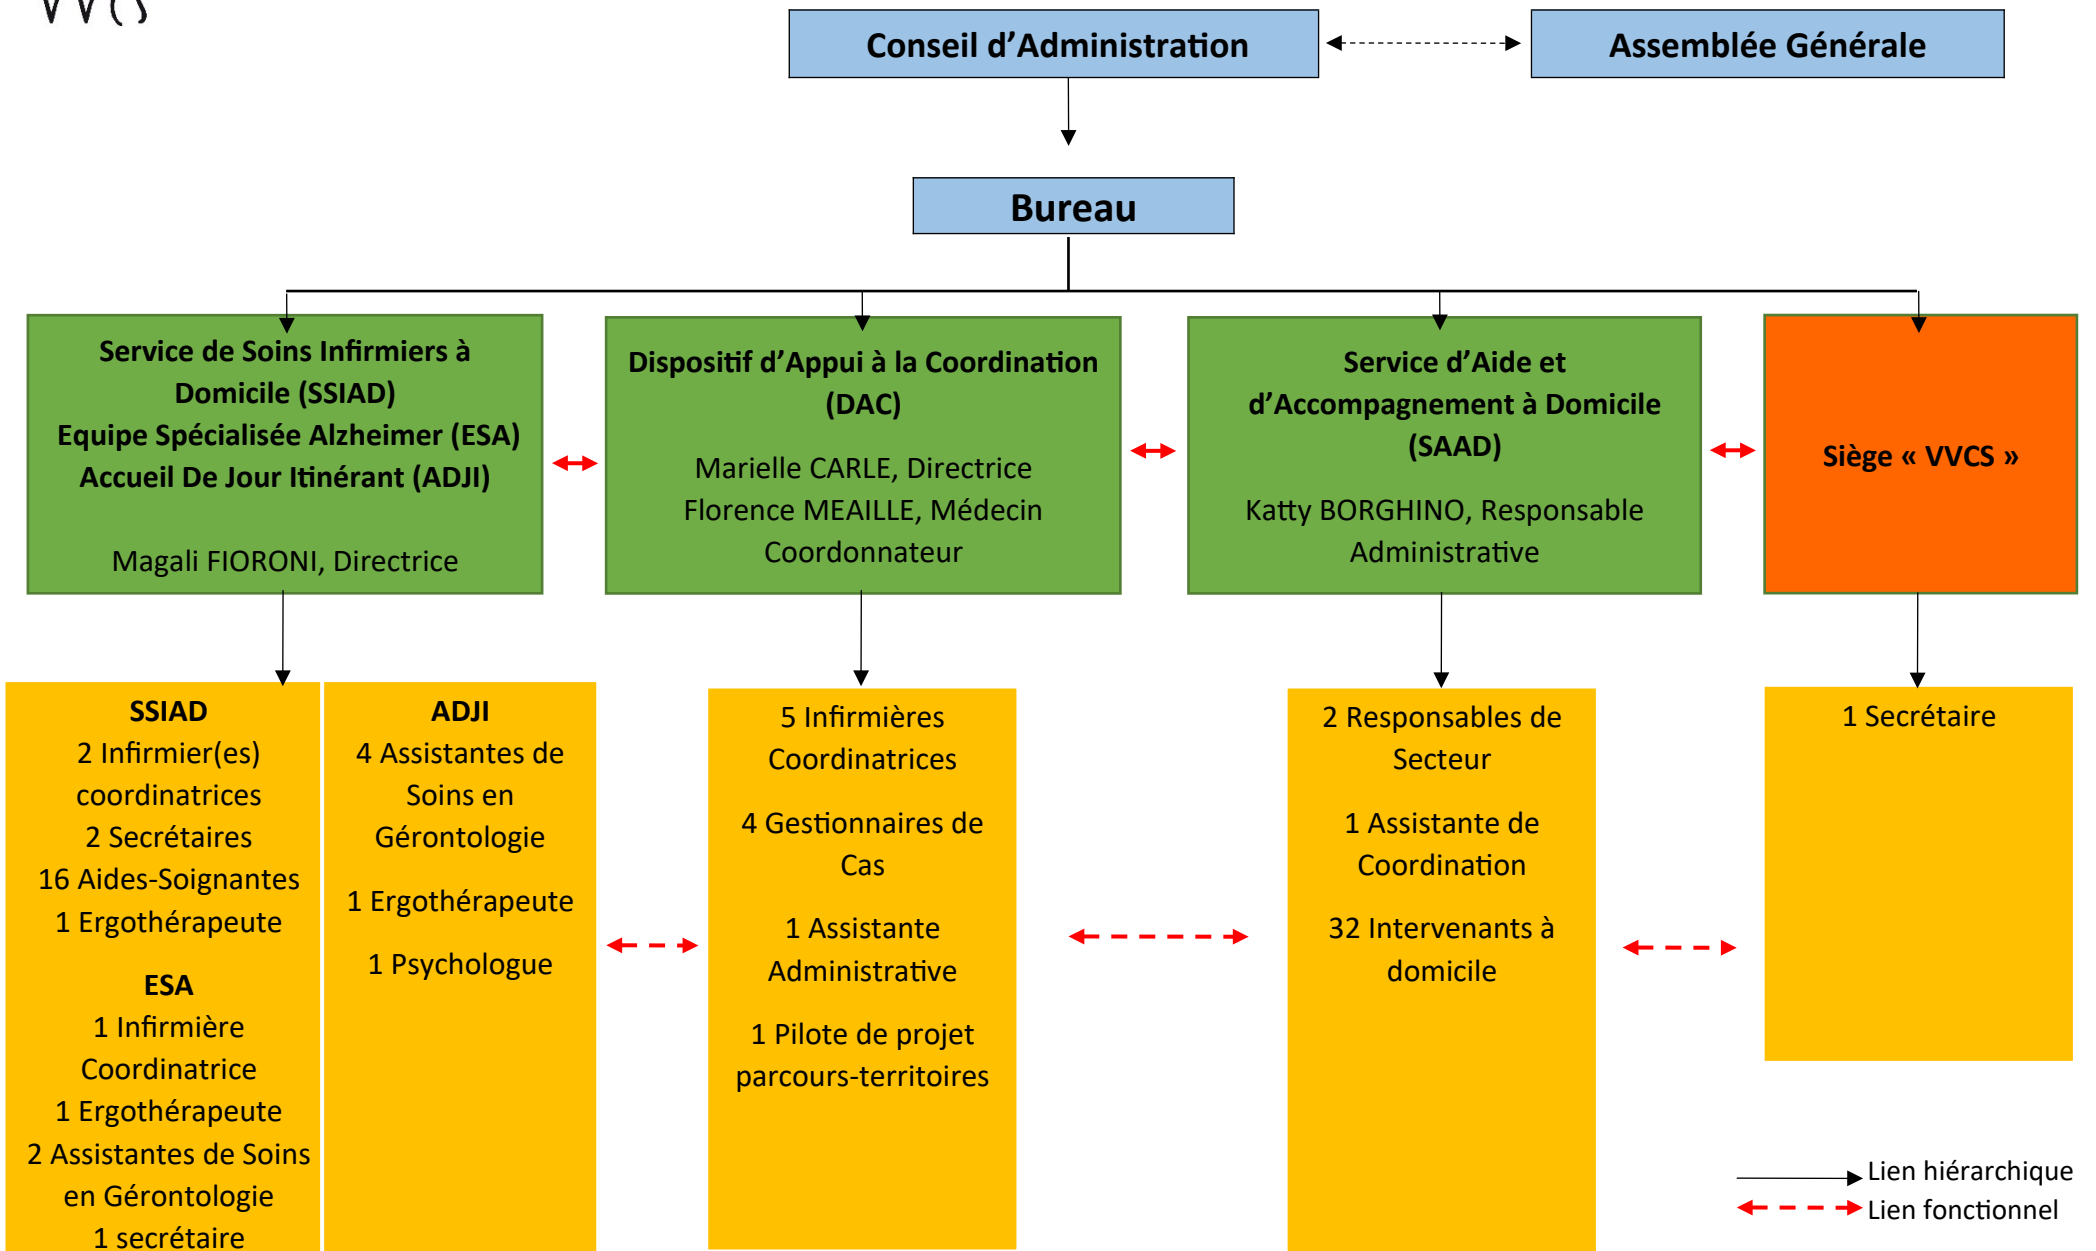 VVCS
Conseil d’Administration
Assemblée Générale
Bureau
Service de Soins Infirmiers à
Domicile (SSIAD)
Equipe Spécialisée Alzheimer (ESA)
Accueil De Jour Itinérant (ADJI)
Magali FIORONI, Directrice
Dispositif d’Appui à la Coordination
(DAC)
Marielle CARLE, Directrice
Florence MEAILLE, Médecin
Coordonnateur
Service d’Aide et
d’Accompagnement à Domicile
(SAAD)
Katty BORGHINO, Responsable
Administrative
Siège « VVCS »
SSIAD
2 Infirmier(es)
coordinatrices
2 Secrétaires
16 Aides-Soignantes
1 Ergothérapeute
ESA
1 Infirmière
Coordinatrice
1 Ergothérapeute
2 Assistantes de Soins
en Gérontologie
1 secrétaire
ADJI
4 Assistantes de
Soins en
Gérontologie
1 Ergothérapeute
1 Psychologue
5 Infirmières
Coordinatrices
4 Gestionnaires de
Cas
1 Assistante
Administrative
1 Pilote de projet
parcours-territoires
2 Responsables de
Secteur
1 Assistante de
Coordination
32 Intervenants à
domicile
1 Secrétaire
Lien hiérarchique
Lien fonctionnel